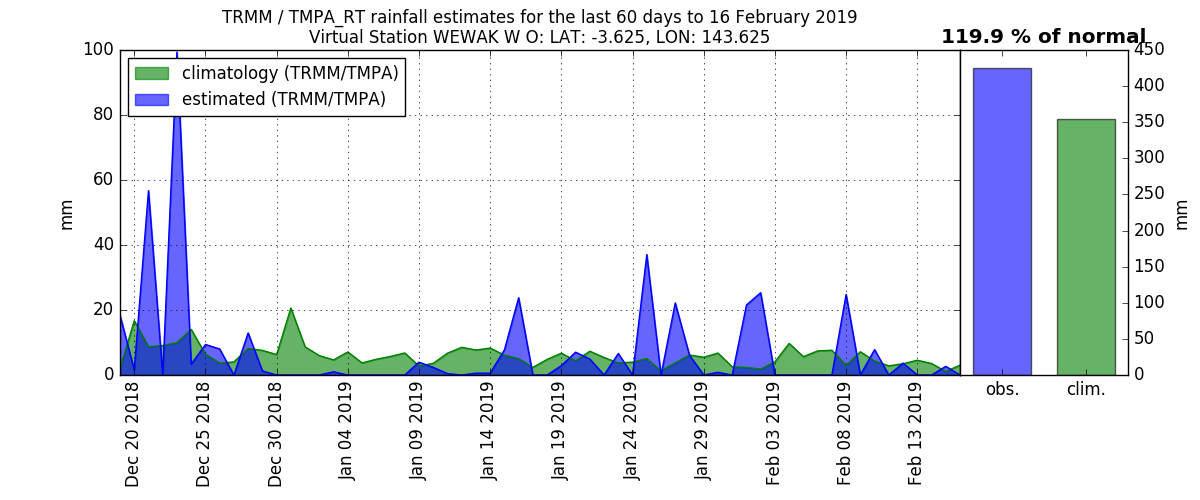 TRMM / TMPA_RT rainfall estimates for the last 60 days to 16 February 2019
Virtual Station WEWAK W O: LAT: -3.625, LON: 143.625
119.9 % of normal
climatology (TRMM/TMPA)
estimated (TRMM/TMPA)
mm
100
80
60
40
20
0
Dec 20 2018
Dec 25 2018
Dec 30 2018
Jan 04 2019
Jan 09 2019
Jan 14 2019
Jan 19 2019
Jan 24 2019
Jan 29 2019
Feb 03 2019
Feb 08 2019
Feb 13 2019
450
400
350
300
250
200
150
100
50
0
mm
obs.
clim.